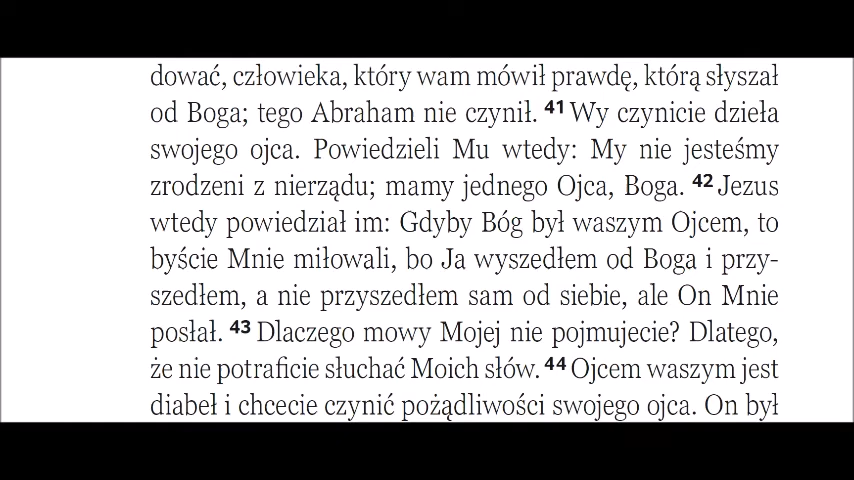 dować, człowieka, który wam mówił prawdę, którą słyszał
od Boga; tego Abraham nie czynił. 41 Wy czynicie dzieła
swojego ojca. Powiedzieli Mu wtedy: My nie jesteśmy
zrodzeni z nierządu; mamy jednego Ojca, Boga. 42 Jezus
wtedy powiedział im: Gdyby Bóg był waszym Ojcem, to
byście Mnie miłowali, bo Ja wyszedłem od Boga i przy-
szedłem, a nie przyszedłem sam od siebie, ale On Mnie
posłał. 43 Dlaczego mowy Mojej nie pojmujecie? Dlatego,
że nie potraficie słuchać Moich słów. 44 Ojcem waszym jest
diabeł i chcecie czynić pożądliwości swojego ojca. On był